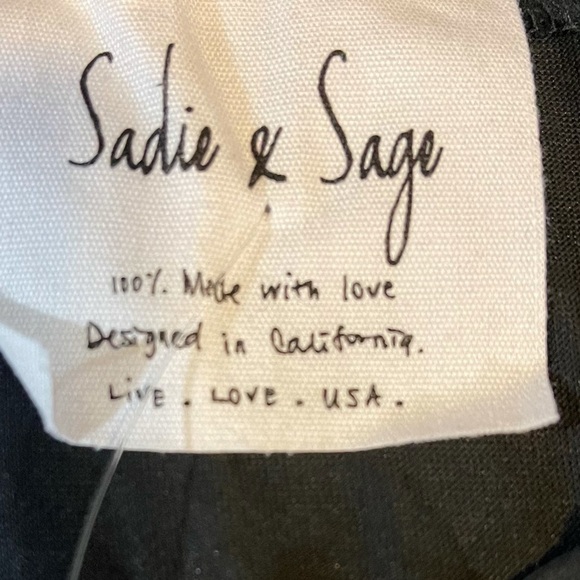 Sadie & Sage
100% Made with love
Designed in California.
LIVE. LOVE. USA.